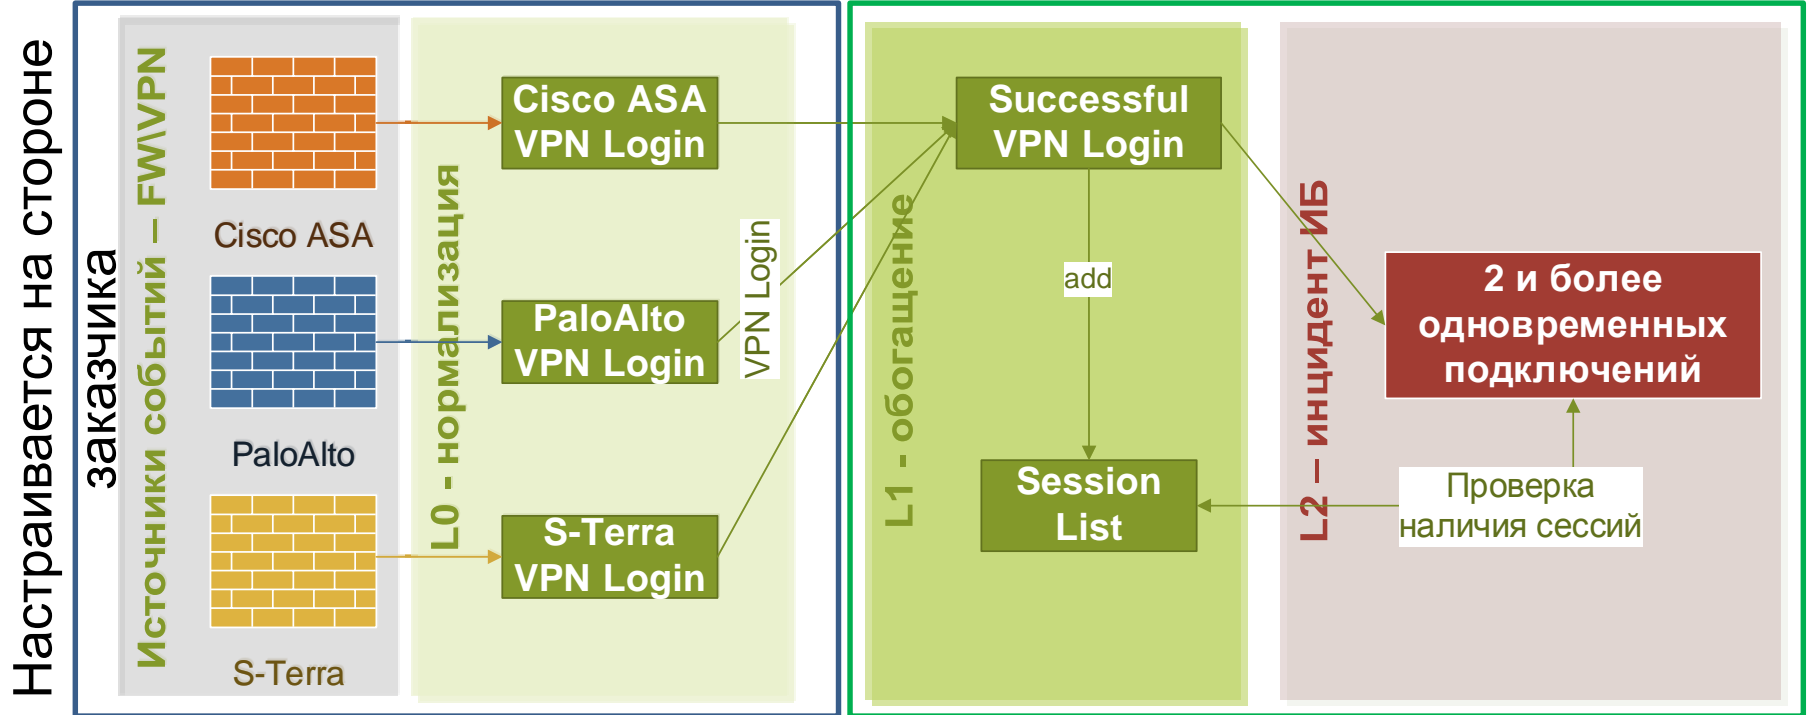 Настраивается на стороне
заказчика
Источники событий – FW\VPN
Cisco ASA
PaloAlto
S-Terra
L0 - нормализация
Cisco ASA
VPN Login
PaloAlto
VPN Login
S-Terra
VPN Login
VPN Login
L1 - обогащение
Successful
VPN Login
add
Session
List
L2 – инцидент ИБ
2 и более
одновременных
подключений
Проверка
наличия сессий